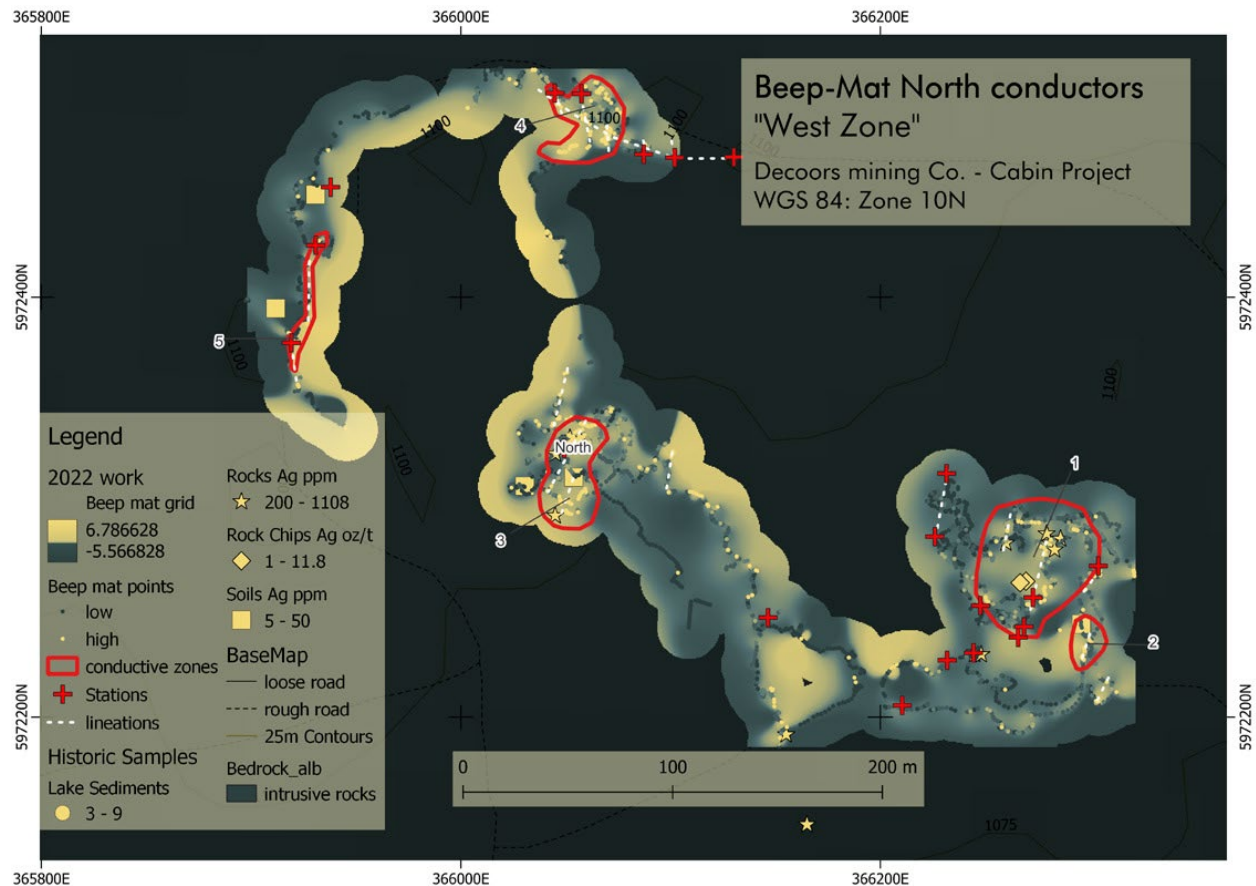 365800E
366000E
366200E
Beep-Mat North conductors
"West Zone"
Decoors mining Co. - Cabin Project
WGS 84: Zone 10N
4
1100
1100
1100
1100
5972400N
5972400N
5
1100
1100
1100
North
3
1
2
Legend
2022 work
Beep mat grid
6.786628
-5.566828
Beep mat points
low
high
conductive zones
Stations
lineations
Historic Samples
Lake Sediments
3 - 9
Rocks Ag ppm
200 - 1108
Rock Chips Ag oz/t
1 - 11.8
Soils Ag ppm
5 - 50
BaseMap
loose road
rough road
25m Contours
Bedrock_alb
intrusive rocks
5972200N
5972200N
0 100 200 m
1075
365800E
366000E
366200E